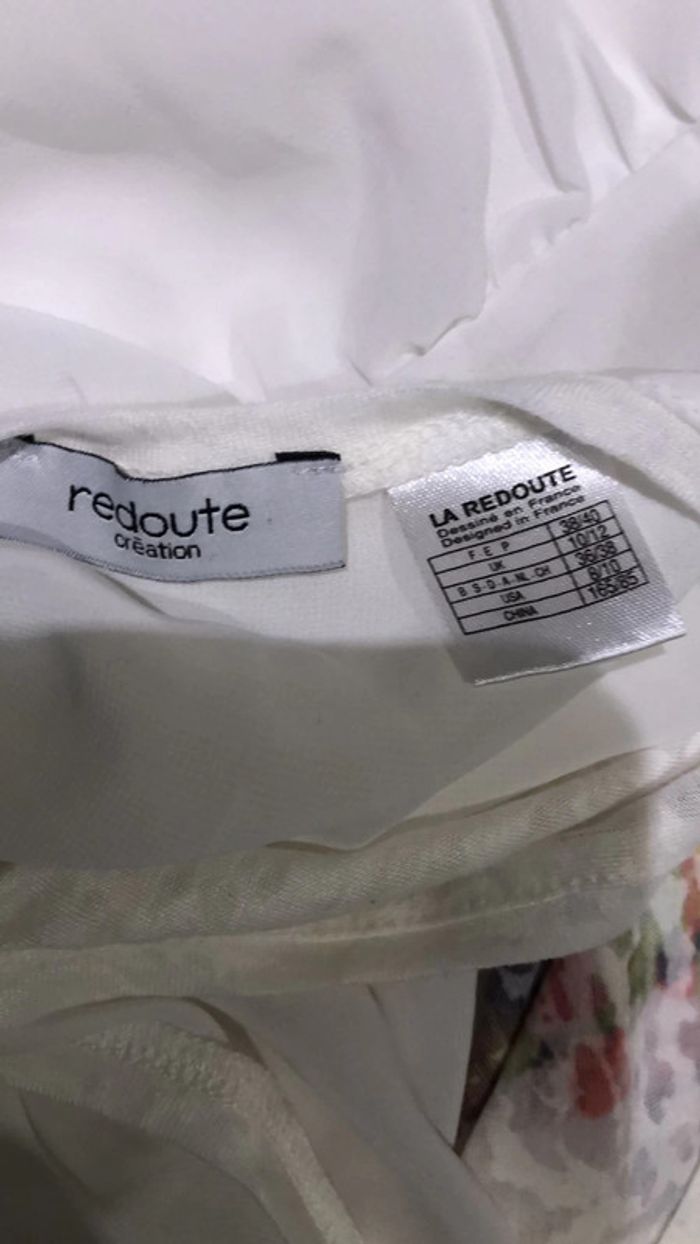 redoute
création
LA REDOUTE
Dessiné en France
Designed in France
F E P 38/40
UK 10/12
B S-D-A-NL CH 36/38
USA 8/10
CHINA 165/85